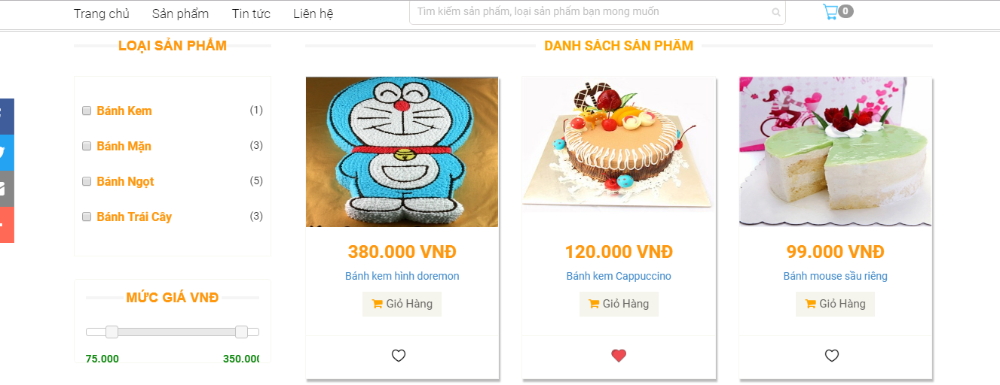 Trang chủ Sản phẩm Tin tức Liên hệ Tìm kiếm sản phẩm, loại sản phẩm bạn mong muốn 0
LOẠI SẢN PHẨM
DANH SÁCH SẢN PHẨM
Bánh Kem (1)
Bánh Mặn (3)
Bánh Ngọt (5)
Bánh Trái Cây (3)
MỨC GIÁ VNĐ
75.000 350.000
380.000 VNĐ
Bánh kem hình doremon
Giỏ Hàng
120.000 VNĐ
Bánh kem Cappuccino
Giỏ Hàng
99.000 VNĐ
Bánh mouse sầu riêng
Giỏ Hàng